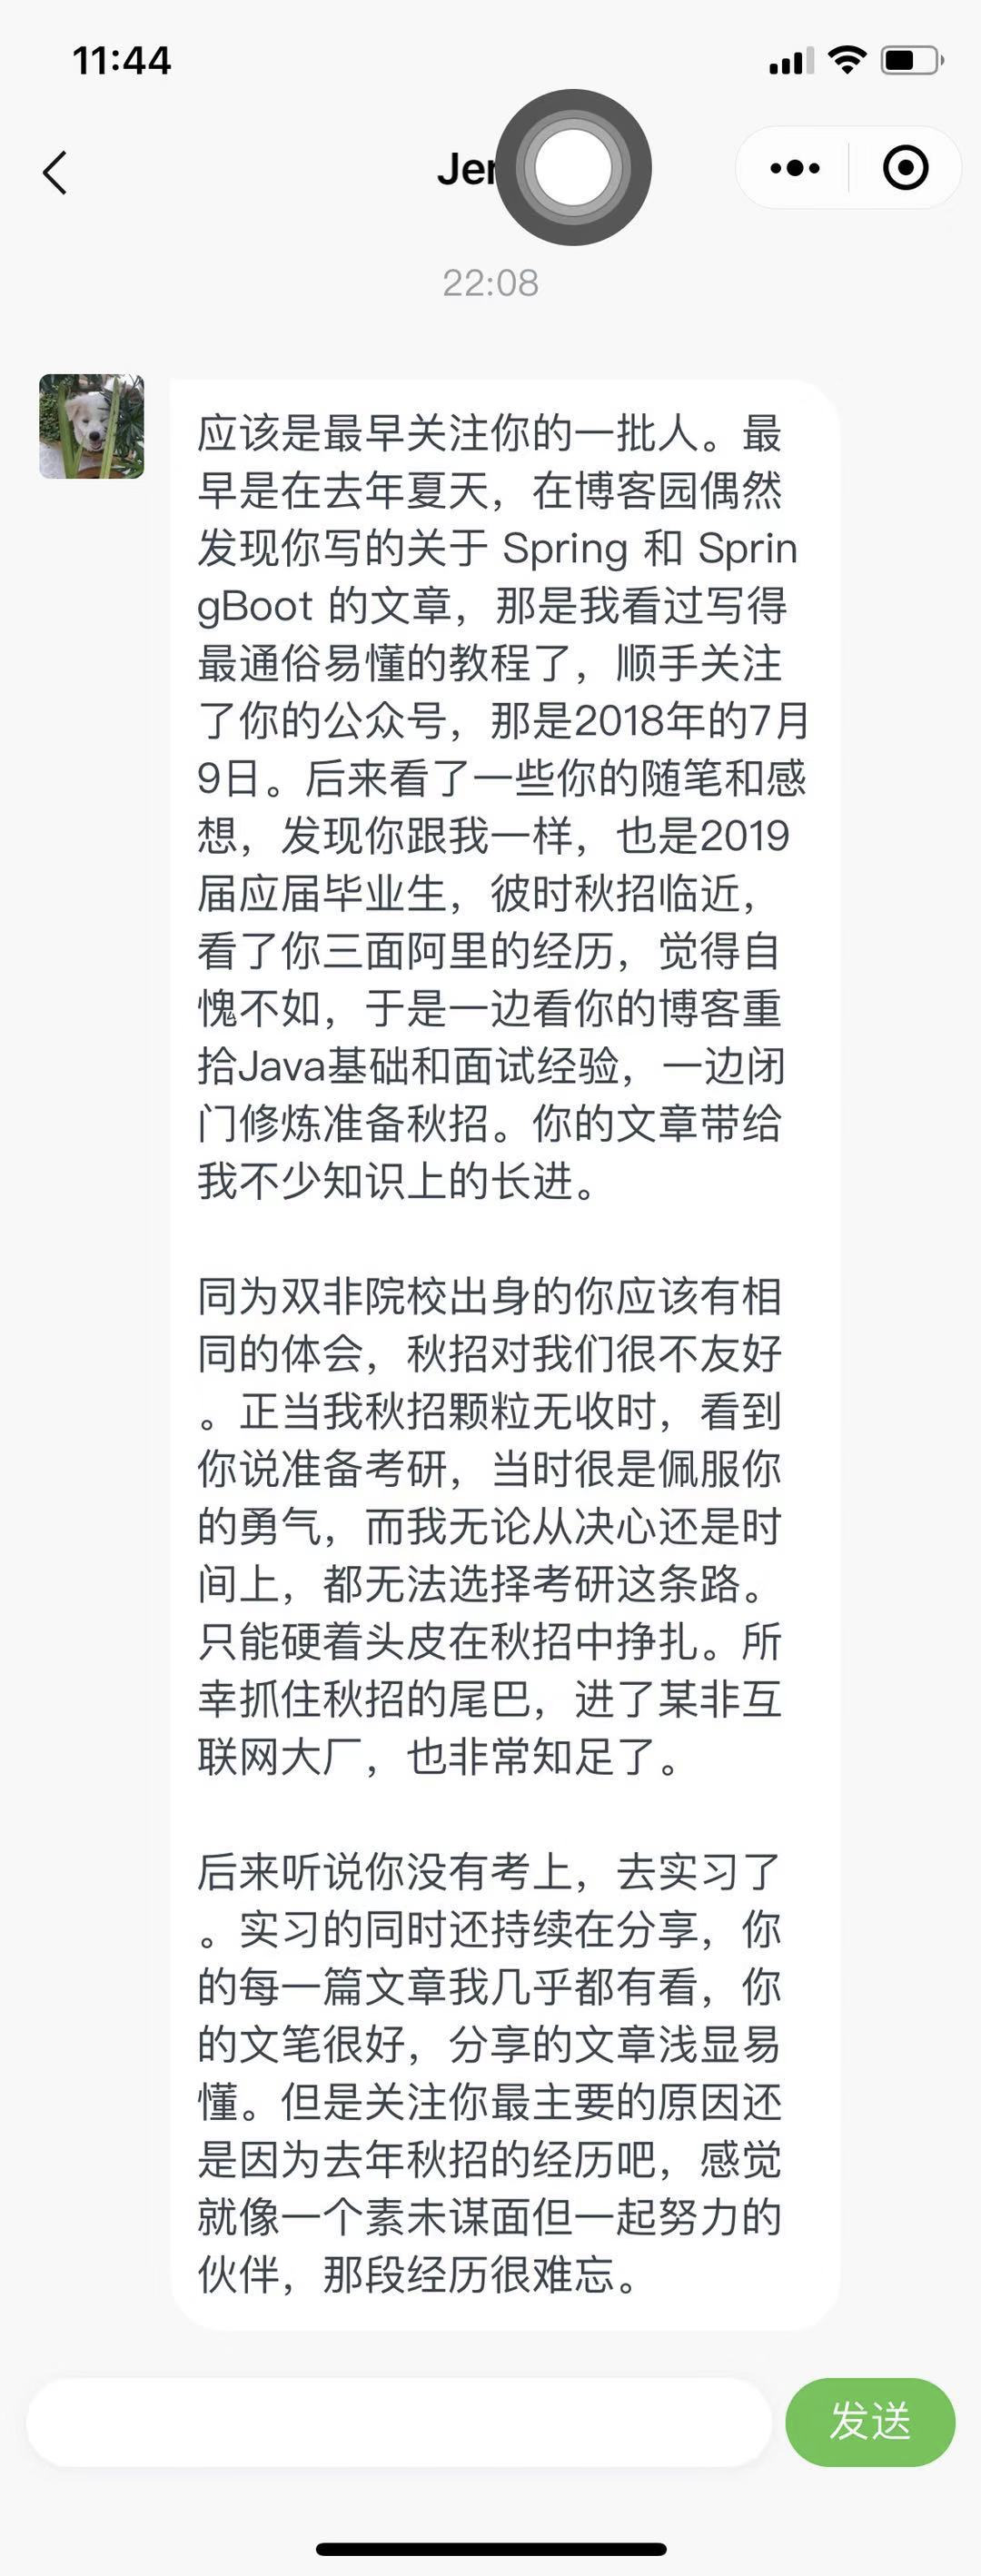 11:44
Jer
22:08
应该是最早关注你的一批人。最
早是在去年夏天，在博客园偶然
发现你写的关于 Spring 和 Sprin
gBoot 的文章，那是我看过写得
最通俗易懂的教程了，顺手关注
了你的公众号，那是2018年的7月
9日。后来看了一些你的随笔和感
想，发现你跟我一样，也是2019
届应届毕业生，彼时秋招临近，
看了你三面阿里的经历，觉得自
愧不如，于是一边看你的博客重
拾Java基础和面试经验，一边闭
门修炼准备秋招。你的文章带给
我不少知识上的长进。
同为双非院校出身的你应该有相
同的体会，秋招对我们很不友好
。正当我秋招颗粒无收时，看到
你说准备考研，当时很是佩服你
的勇气，而我无论从决心还是时
间上，都无法选择考研这条路。
只能硬着头皮在秋招中挣扎。所
幸抓住秋招的尾巴，进了某非互
联网大厂，也非常知足了。
后来听说你没有考上，去实习了
。实习的同时还持续在分享，你
的每一篇文章我几乎都有看，你
的文笔很好，分享的文章浅显易
懂。但是关注你最主要的原因还
是因为去年秋招的经历吧，感觉
就像一个素未谋面但一起努力的
伙伴，那段经历很难忘。
发送